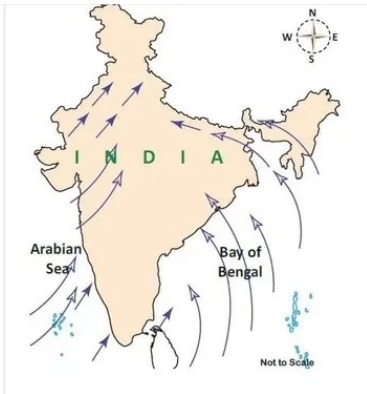 N
W E
S
I N D I A
Arabian
Sea
Bay of
Bengal
Not to Scale